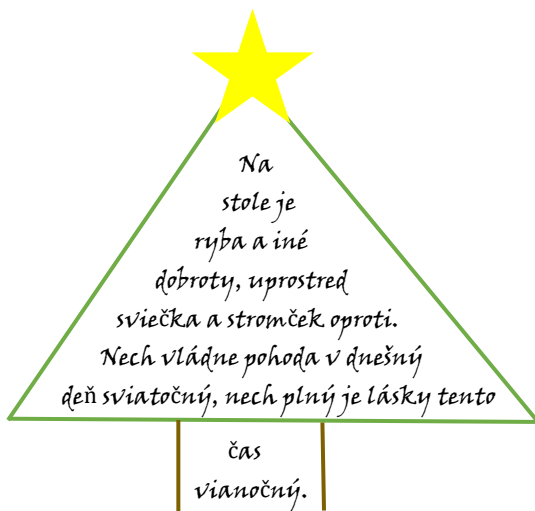 Na
stole je
ryba a iné
dobroty, uprostred
sviečka a stromček oproti.
Nech vládne pohoda v dnešný
deň sviatočný, nech plný je lásky tento
čas
vianočný.